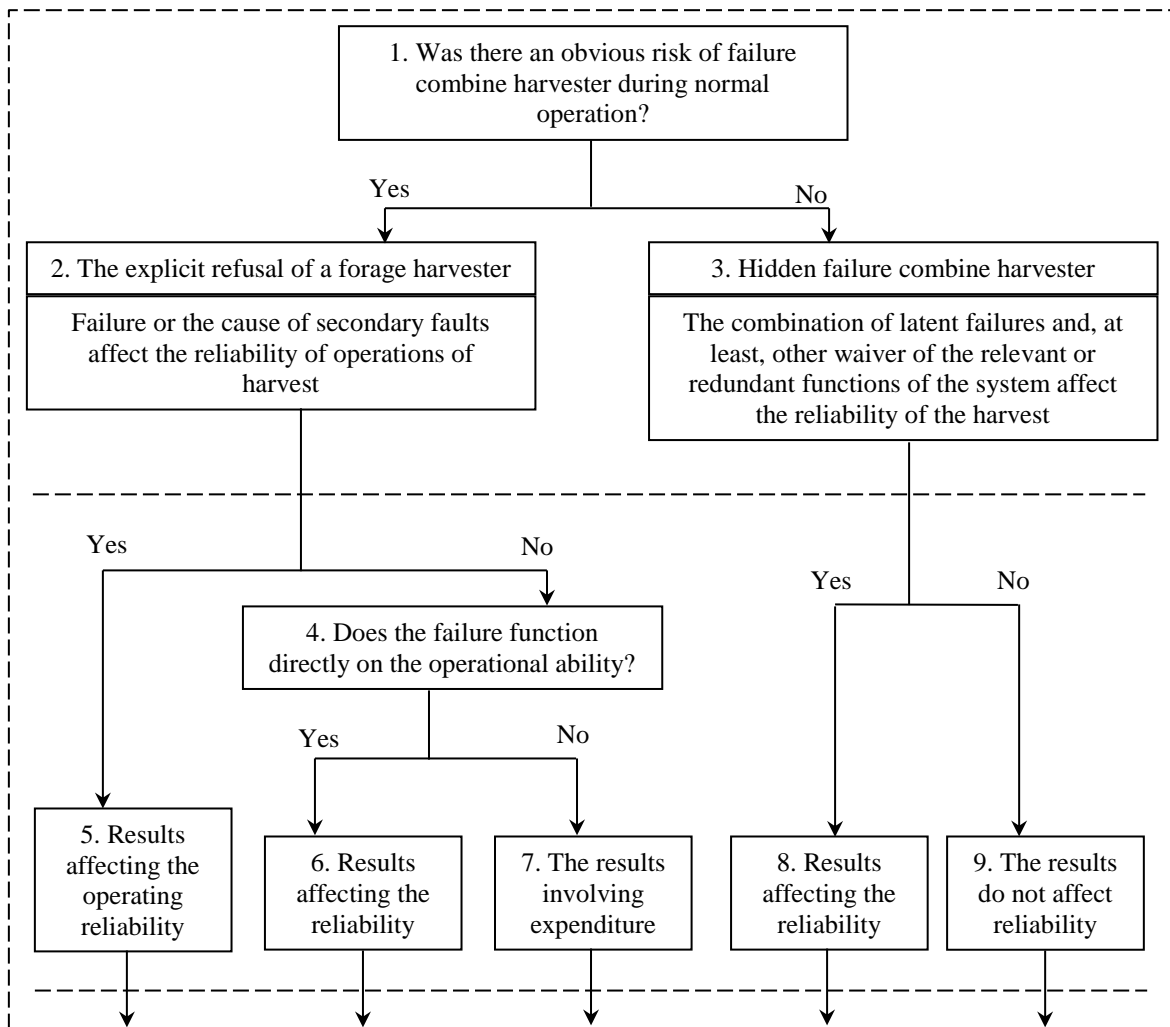 1. Was there an obvious risk of failure
combine harvester during normal
operation?
Yes
No
2. The explicit refusal of a forage harvester
Failure or the cause of secondary faults
affect the reliability of operations of
harvest
3. Hidden failure combine harvester
The combination of latent failures and, at
least, other waiver of the relevant or
redundant functions of the system affect
the reliability of the harvest
Yes
No
Yes
No
4. Does the failure function
directly on the operational ability?
Yes
No
5. Results
affecting the
operating
reliability
6. Results
affecting the
reliability
7. The results
involving
expenditure
8. Results
affecting the
reliability
9. The results
do not affect
reliability